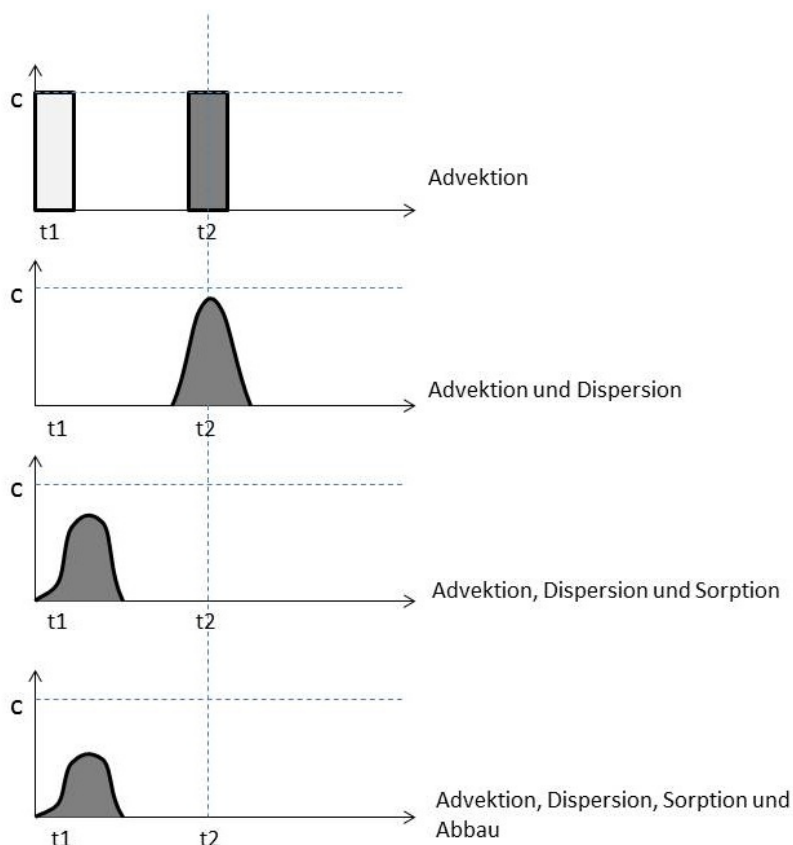 c
Advektion
t1 t2
c
Advektion und Dispersion
t1 t2
c
Advektion, Dispersion und Sorption
t1 t2
c
Advektion, Dispersion, Sorption und
Abbau
t1 t2